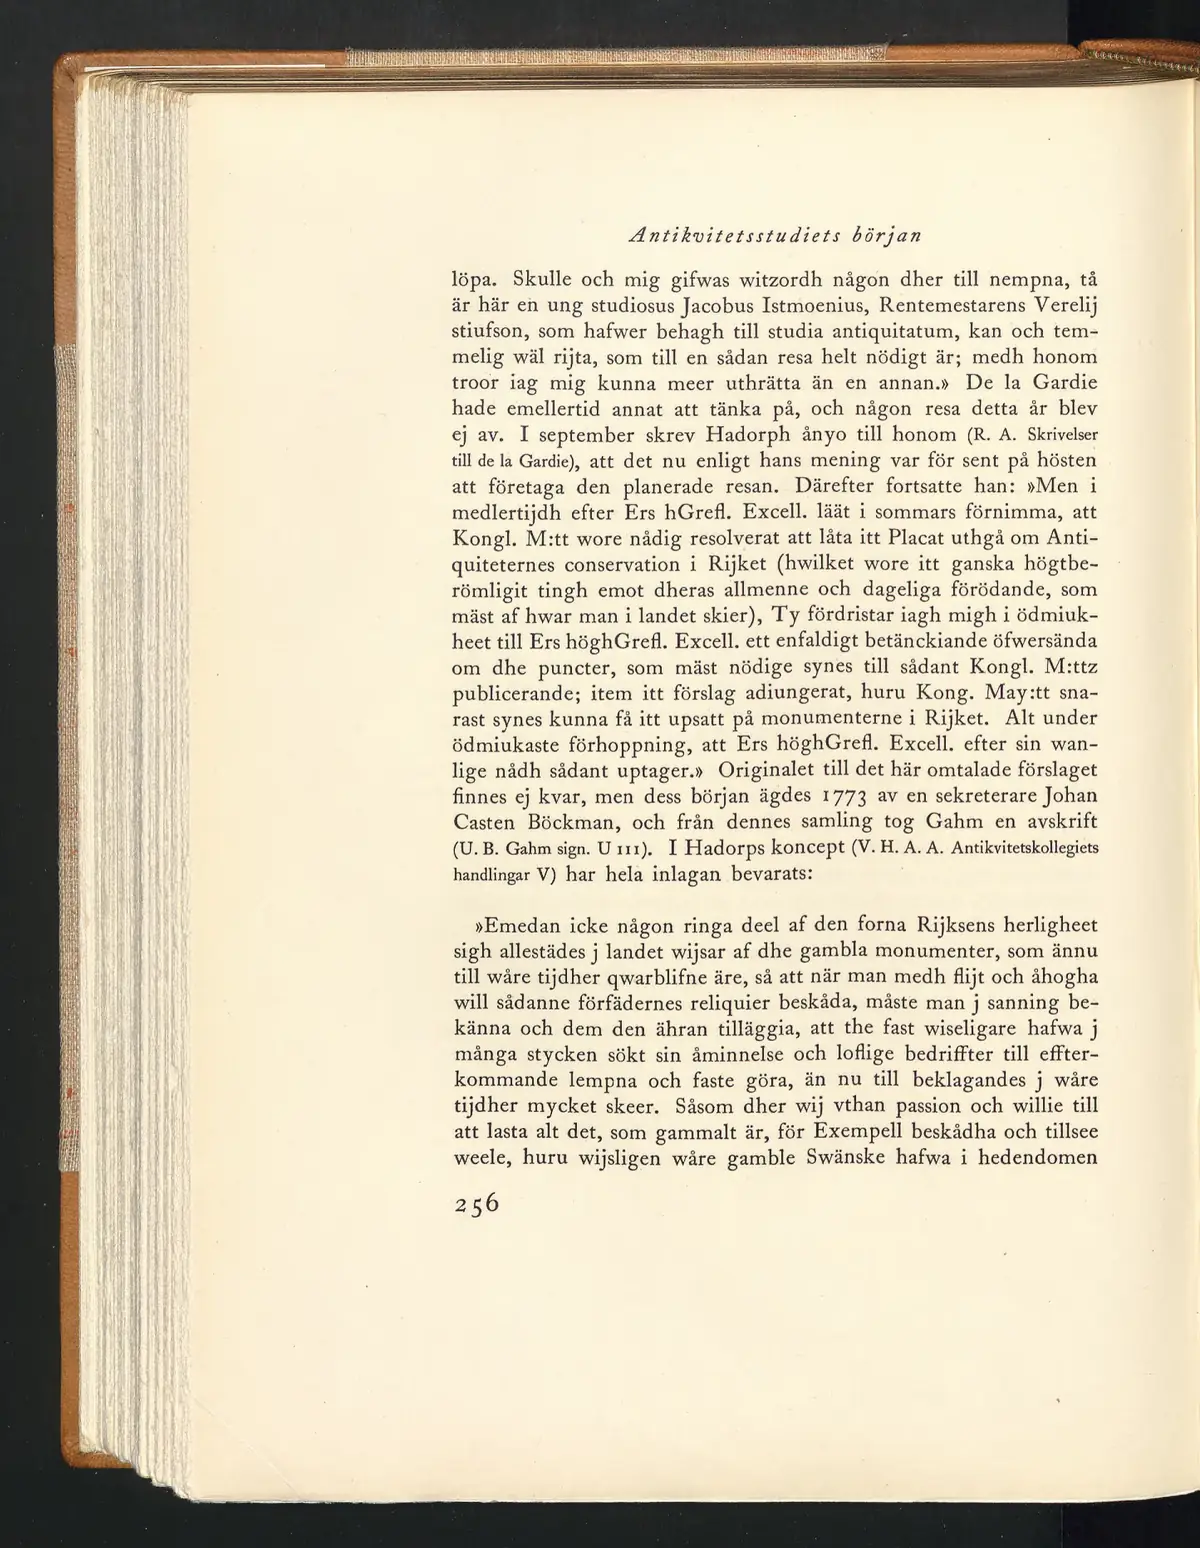 Antikvitetsstudiets början
löpa. Skulle och mig gifwas witzordh någon dher till nempna, tå
är här en ung studiosus Jacobus Istmoenius, Rentemestarens Verelij
stiufson, som hafwer behagh till studia antiquitatum, kan och tem-
melig wäl rijta, som till en sådan resa helt nödigt är; medh honom
troor iag mig kunna meer uthrätta än en annan.» De la Gardie
hade emellertid annat att tänka på, och någon resa detta år blev
ej av. I september skrev Hadorph ånyo till honom (R. A. Skrivelser
till de la Gardie), att det nu enligt hans mening var för sent på hösten
att företaga den planerade resan. Därefter fortsatte han: »Men i
medlertijdh efter Ers hGrefl. Excell. läät i sommars förnimma, att
Kongl. M:tt wore nådig resolverat att låta itt Placat uthgå om Anti-
quiteternes conservation i Rijket (hwilket wore itt ganska högtbe-
römligit tingh emot dheras allmenne och dageliga förödande, som
mäst af hwar man i landet skier), Ty fördristar iagh migh i ödmiuk-
heet till Ers höghGrefl. Excell. ett enfaldigt betänckiande öfwersända
om dhe puncter, som mäst nödige synes till sådant Kongl. M:ttz
publicerande; item itt förslag adiungerat, huru Kong. May:tt sna-
rast synes kunna få itt upsatt på monumenterne i Rijket. Alt under
ödmiukaste förhoppning, att Ers höghGrefl. Excell. efter sin wan-
lige nådh sådant uptager.» Originalet till det här omtalade förslaget
finnes ej kvar, men dess början ägdes 1773 av en sekreterare Johan
Casten Böckman, och från dennes samling tog Gahm en avskrift
(U. B. Gahm sign. U 111). I Hadorps koncept (V. H. A. A. Antikvitetskollegiets
handlingar V) har hela inlagan bevarats:
»Emedan icke någon ringa deel af den forna Rijksens herligheet
sigh allestädes j landet wijsar af dhe gambla monumenter, som ännu
till wåre tijdher qwarblifne äre, så att när man medh flijt och åhogha
will sådanne förfädernes reliquier beskåda, måste man j sanning be-
känna och dem den ähran tilläggia, att the fast wiseligare hafwa j
många stycken sökt sin åminnelse och loflige bedriffter till effter-
kommande lempna och faste göra, än nu till beklagandes j wåre
tijdher mycket skeer. Såsom dher wij vthan passion och willie till
att lasta alt det, som gammalt är, för Exempell beskådha och tillsee
weele, huru wijsligen wåre gamble Swänske hafwa i hedendomen
256